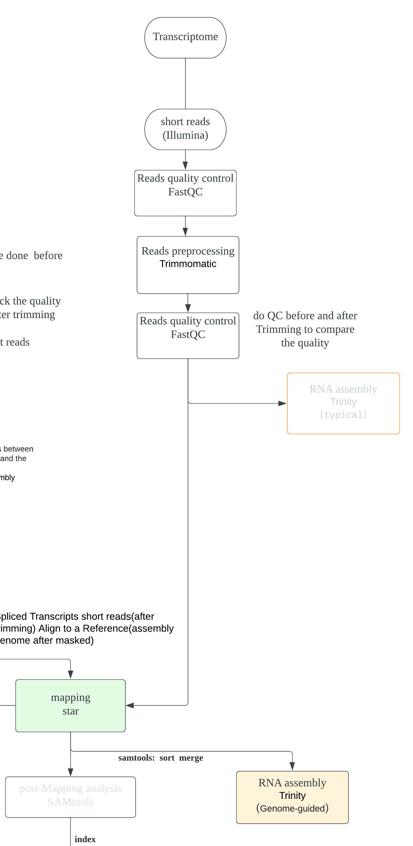 Transcriptome
short reads
(Illumina)
Reads quality control
FastQC
e done before
Reads preprocessing
Trimmomatic
ck the quality
ter trimming
t reads
Reads quality control
FastQC
do QC before and after
Trimming to compare
the quality
RNA assembly
Trinity
(typical)
s between
and the
mbly
Spliced Transcripts short reads(after
rimming) Align to a Reference(assembly
enome after masked)
mapping
star
samtools: sort merge
post-Mapping analysis
SAMtools
RNA assembly
Trinity
(Genome-guided)
index